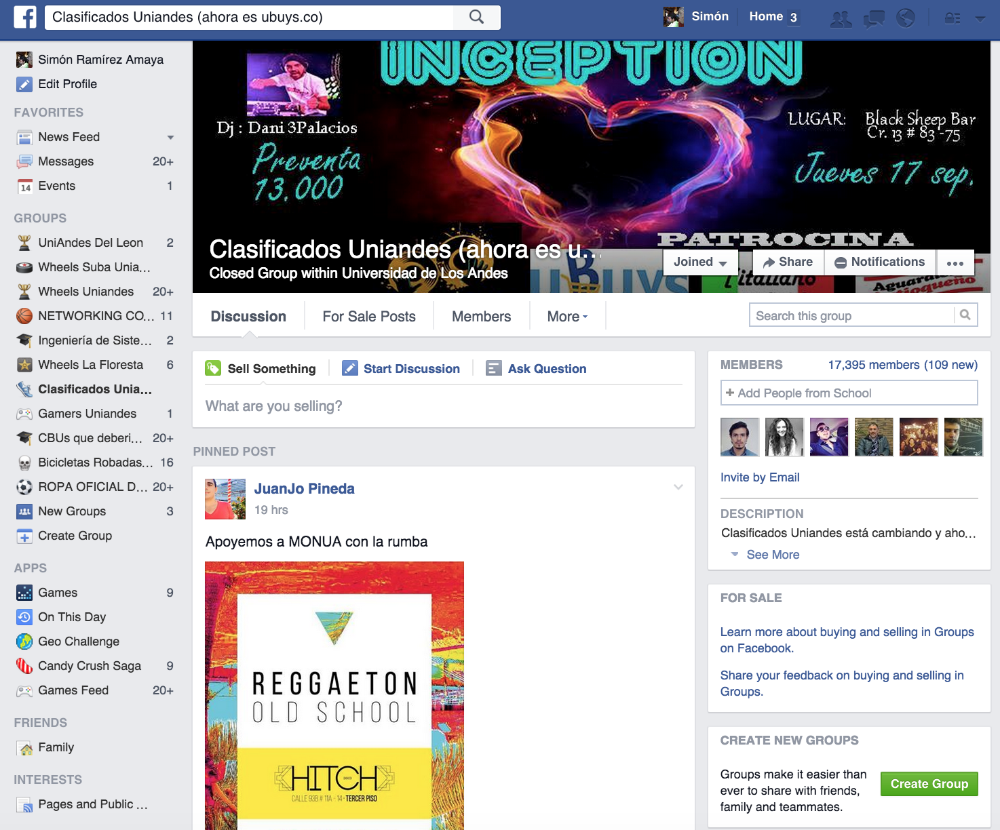 Clasificados Uniandes (ahora es ubuys.co)
Simón
Home 3
Simón Ramírez Amaya
Edit Profile
FAVORITES
News Feed
Messages 20+
14 Events 1
GROUPS
UniAndes Del Leon 2
Wheels Suba Unia...
Wheels Uniandes 20+
NETWORKING CO... 11
Ingeniería de Siste... 2
Wheels La Floresta 6
Clasificados Unia...
Gamers Uniandes 1
CBUs que deberi... 20+
Bicicletas Robadas... 16
ROPA OFICIAL D... 20+
New Groups 3
Create Group
APPS
Games 9
On This Day
Geo Challenge
Candy Crush Saga 9
Games Feed 20+
FRIENDS
Family
INTERESTS
Pages and Public ...
INCEPTION
Dj : Dani 3Palacios
Preventa
13.000
LUGAR: Black Sheep Bar
Cr. 13 # 83 -75
Jueves 17 sep.
PATROCINA
UBUYS
l'italiano
Clasificados Uniandes (ahora es u...
Closed Group within Universidad de Los Andes
Joined
Share
Notifications
Discussion
For Sale Posts
Members
More
Search this group
Sell Something
Start Discussion
Ask Question
What are you selling?
PINNED POST
JuanJo Pineda
19 hrs
Apoyemos a MONUA con la rumba
REGGAETON
OLD SCHOOL
HITCH
CALLE 93B # 11A - 14 - TERCER PISO
MEMBERS
17,395 members (109 new)
+ Add People from School
Invite by Email
DESCRIPTION
Clasificados Uniandes está cambiando y aho...
See More
FOR SALE
Learn more about buying and selling in Groups
on Facebook.
Share your feedback on buying and selling in
Groups.
CREATE NEW GROUPS
Groups make it easier than
ever to share with friends,
family and teammates.
Create Group